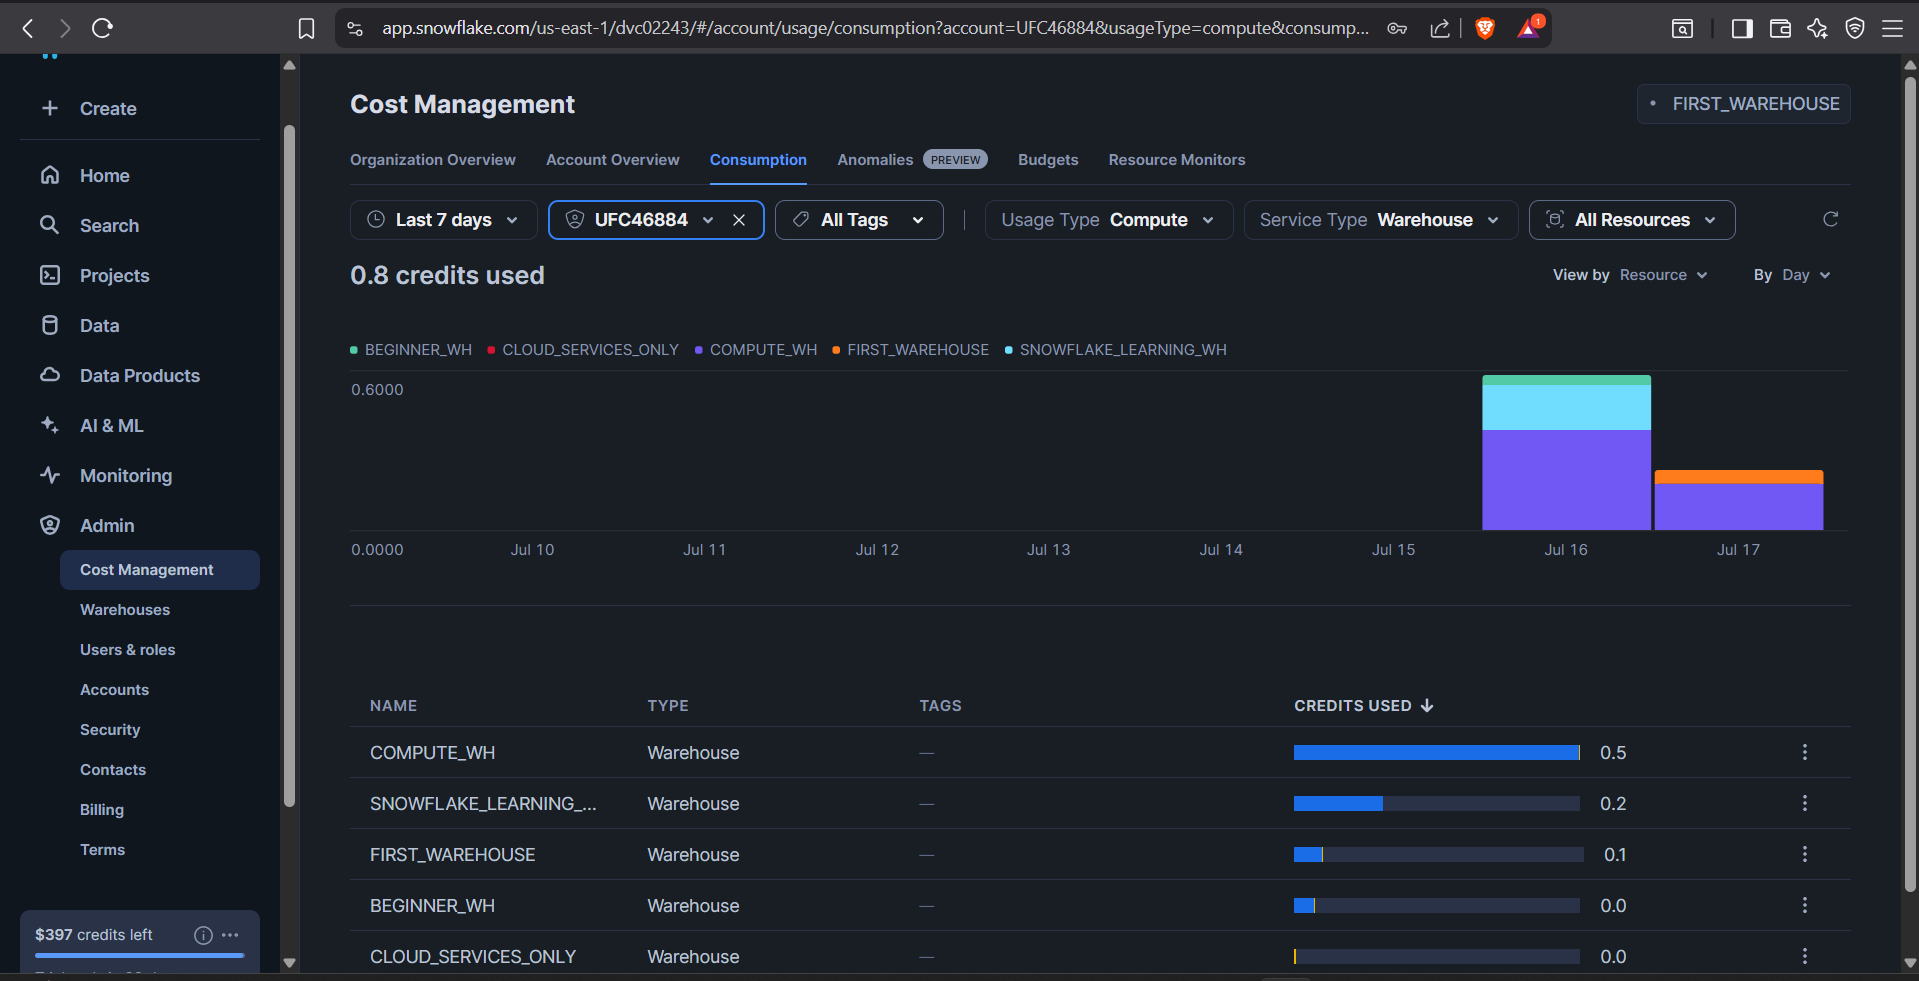 app.snowflake.com/us-east-1/dvc02243/#/account/usage/consumption?account=UFC46884&usageType=compute&consump...
1
Create
Home
Search
Projects
Data
Data Products
AI & ML
Monitoring
Admin
Cost Management
Warehouses
Users & roles
Accounts
Security
Contacts
Billing
Terms
$397 credits left
Cost Management
FIRST_WAREHOUSE
Organization Overview Account Overview Consumption Anomalies PREVIEW Budgets Resource Monitors
Last 7 days UFC46884 All Tags Usage Type Compute Service Type Warehouse All Resources
0.8 credits used
View by Resource By Day
BEGINNER_WH CLOUD_SERVICES_ONLY COMPUTE_WH FIRST_WAREHOUSE SNOWFLAKE_LEARNING_WH
0.6000
0.0000 Jul 10 Jul 11 Jul 12 Jul 13 Jul 14 Jul 15 Jul 16 Jul 17
NAME TYPE TAGS CREDITS USED
COMPUTE_WH Warehouse — 0.5
SNOWFLAKE_LEARNING_... Warehouse — 0.2
FIRST_WAREHOUSE Warehouse — 0.1
BEGINNER_WH Warehouse — 0.0
CLOUD_SERVICES_ONLY Warehouse — 0.0